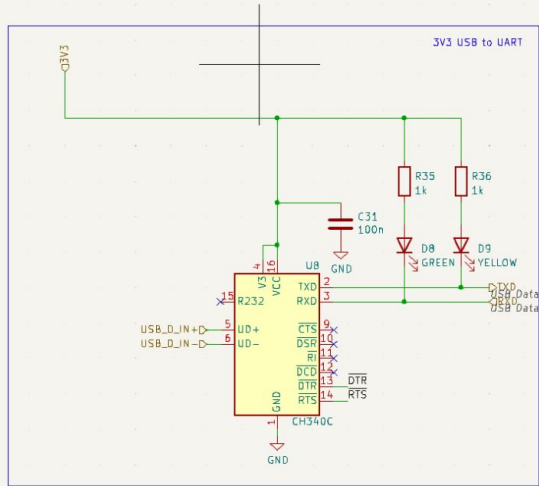 3V3 USB to UART
3V3
R35
1k
R36
1k
C31
100n
GND
D8
GREEN
D9
YELLOW
U8
4
16
V3
VCC
TXD
2
TXD
USB Data
15
R232
RXD
3
RXD
USB Data
USB_D_IN+
5
UD+
CTS
9
USB_D_IN-
6
UD-
DSR
10
RI
11
DCD
12
DTR
13
DTR
RTS
14
RTS
GND
1
CH340C
GND